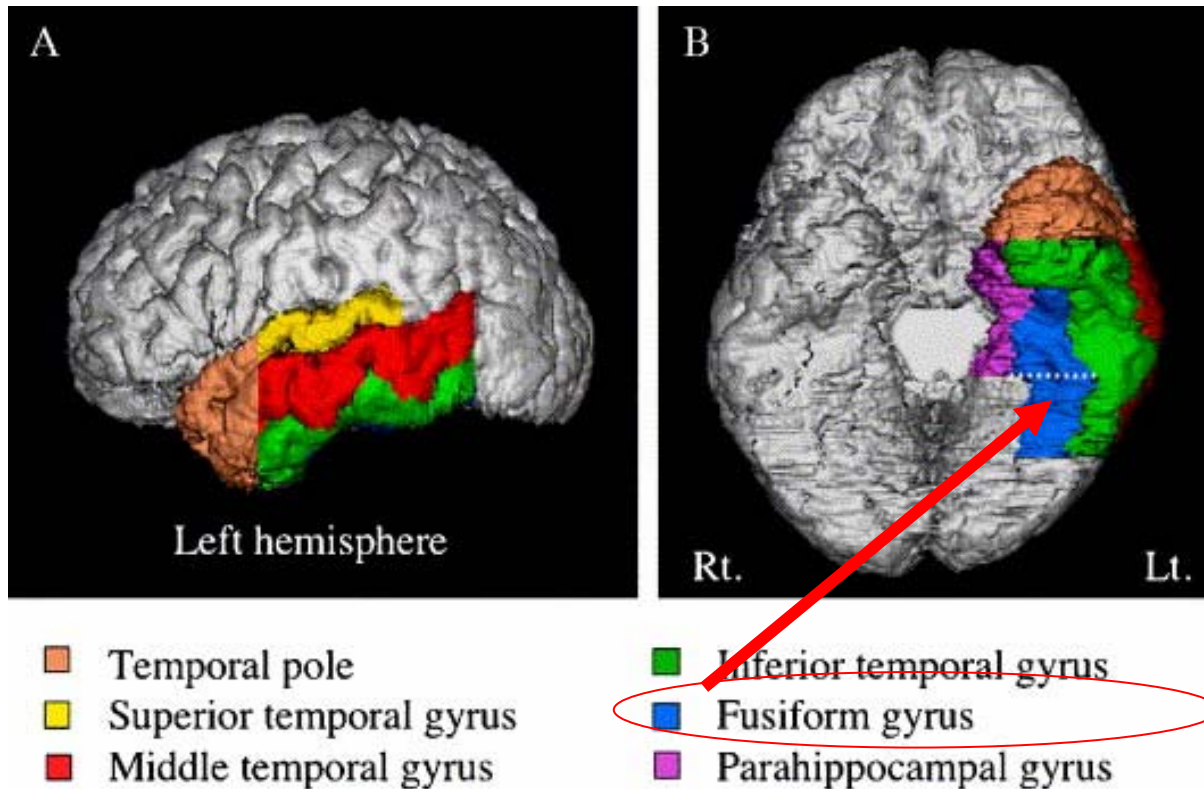 A
B
Left hemisphere
Rt.
Lt.
Temporal pole
Superior temporal gyrus
Middle temporal gyrus
Inferior temporal gyrus
Fusiform gyrus
Parahippocampal gyrus